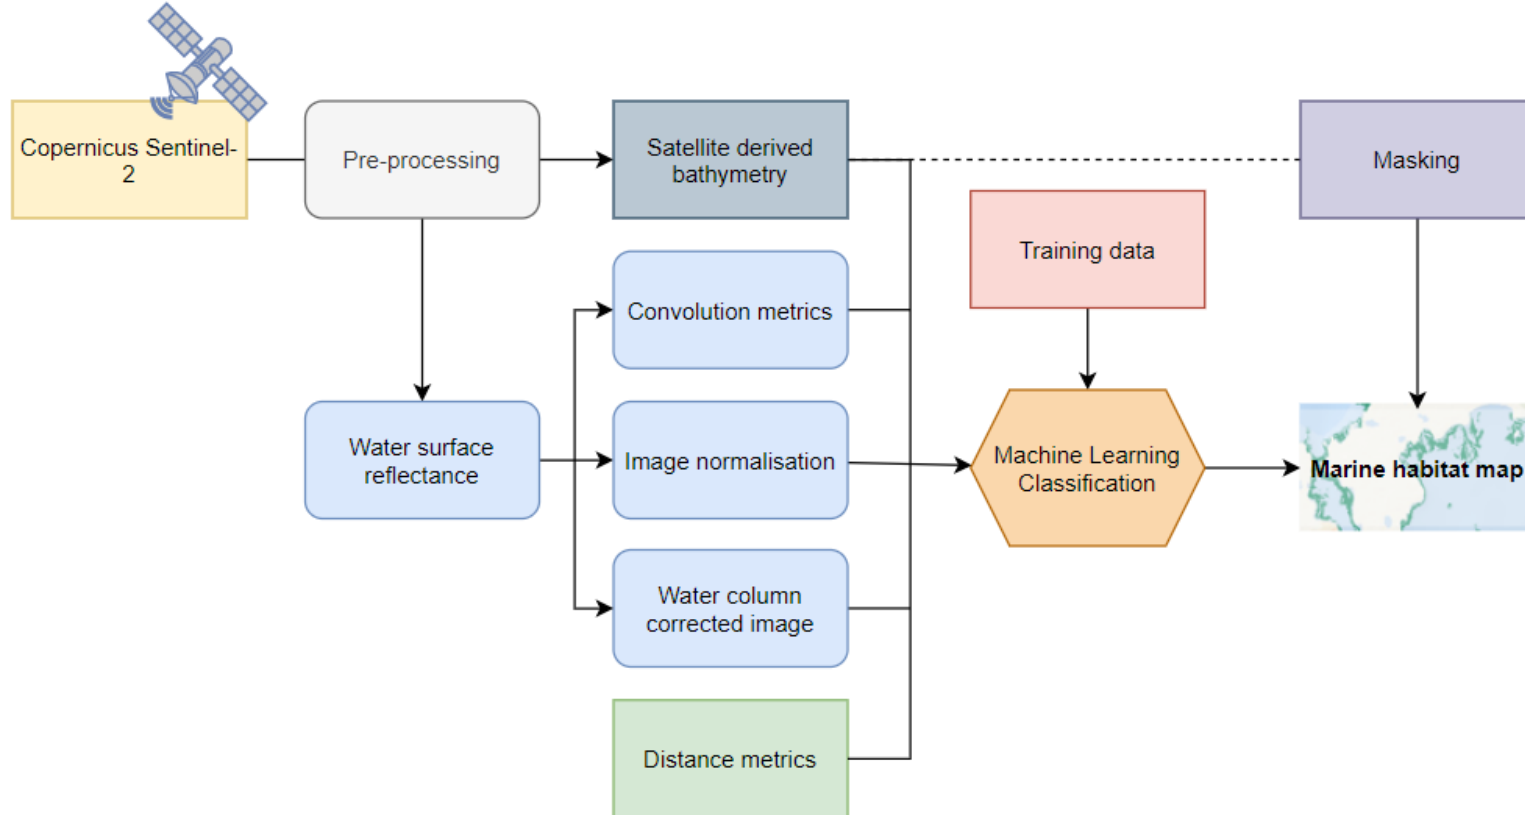 Copernicus Sentinel-
2
Pre-processing
Satellite derived
bathymetry
Masking
Training data
Convolution metrics
Water surface
reflectance
Image normalisation
Machine Learning
Classification
Marine habitat map
Water column
corrected image
Distance metrics